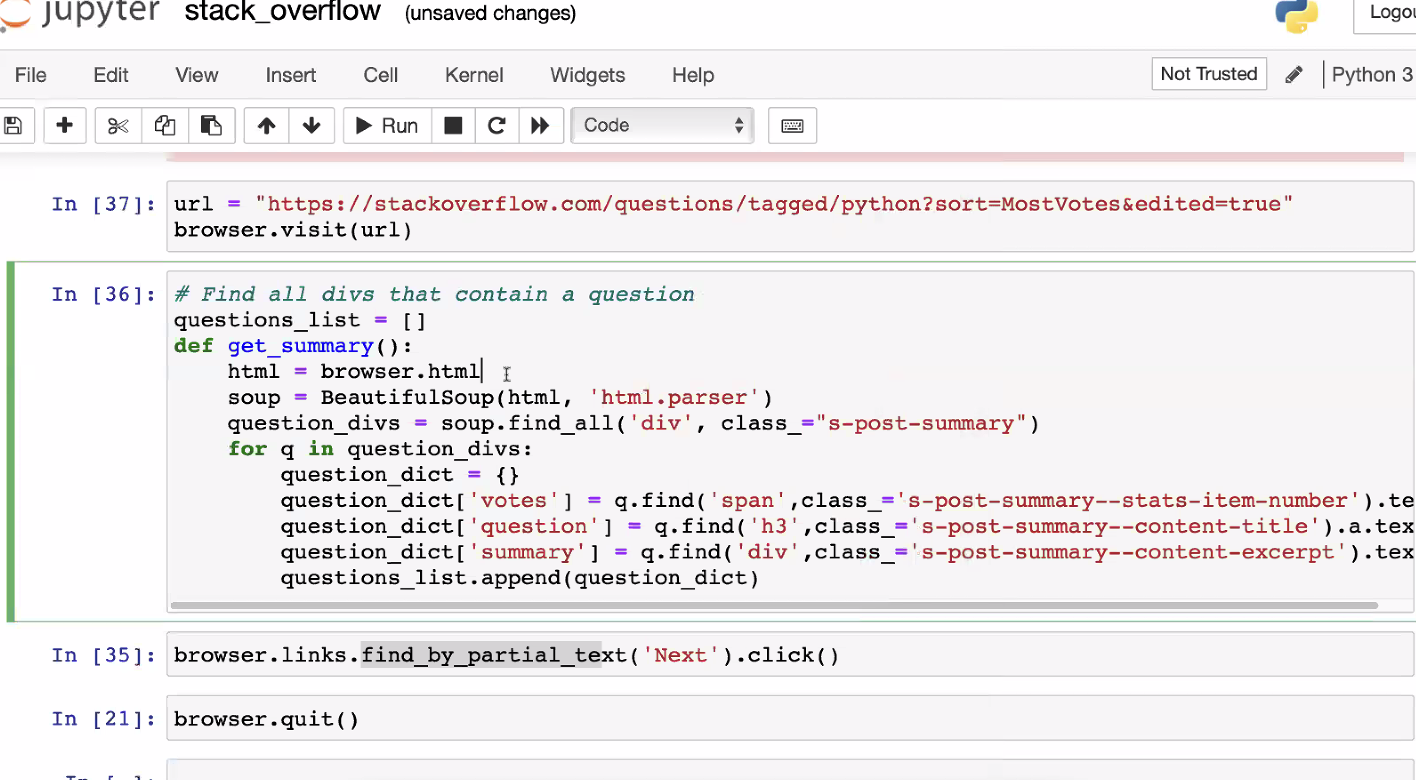 jupyter stack_overflow (unsaved changes)
File Edit View Insert Cell Kernel Widgets Help Not Trusted Python 3
Run Code
In [37]: url = "https://stackoverflow.com/questions/tagged/python?sort=MostVotes&edited=true"
browser.visit(url)
In [36]: # Find all divs that contain a question
questions_list = []
def get_summary():
html = browser.html
soup = BeautifulSoup(html, 'html.parser')
question_divs = soup.find_all('div', class_="s-post-summary")
for q in question_divs:
question_dict = {}
question_dict['votes'] = q.find('span',class_='s-post-summary--stats-item-number').te
question_dict['question'] = q.find('h3',class_='s-post-summary--content-title').a.tex
question_dict['summary'] = q.find('div',class_='s-post-summary--content-excerpt').tex
questions_list.append(question_dict)
In [35]: browser.links.find_by_partial_text('Next').click()
In [21]: browser.quit()